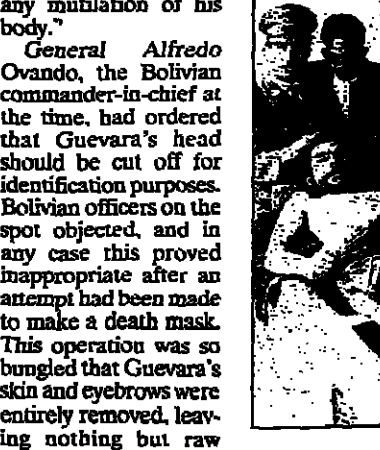 any mutilation of his
body."
General Alfredo
Ovando, the Bolivian
commander-in-chief at
the time, had ordered
that Guevara's head
should be cut off for
identification purposes.
Bolivian officers on the
spot objected, and in
any case this proved
inappropriate after an
attempt had been made
to make a death mask.
This operation was so
bungled that Guevara's
skin and eyebrows were
entirely removed, leav-
ing nothing but raw